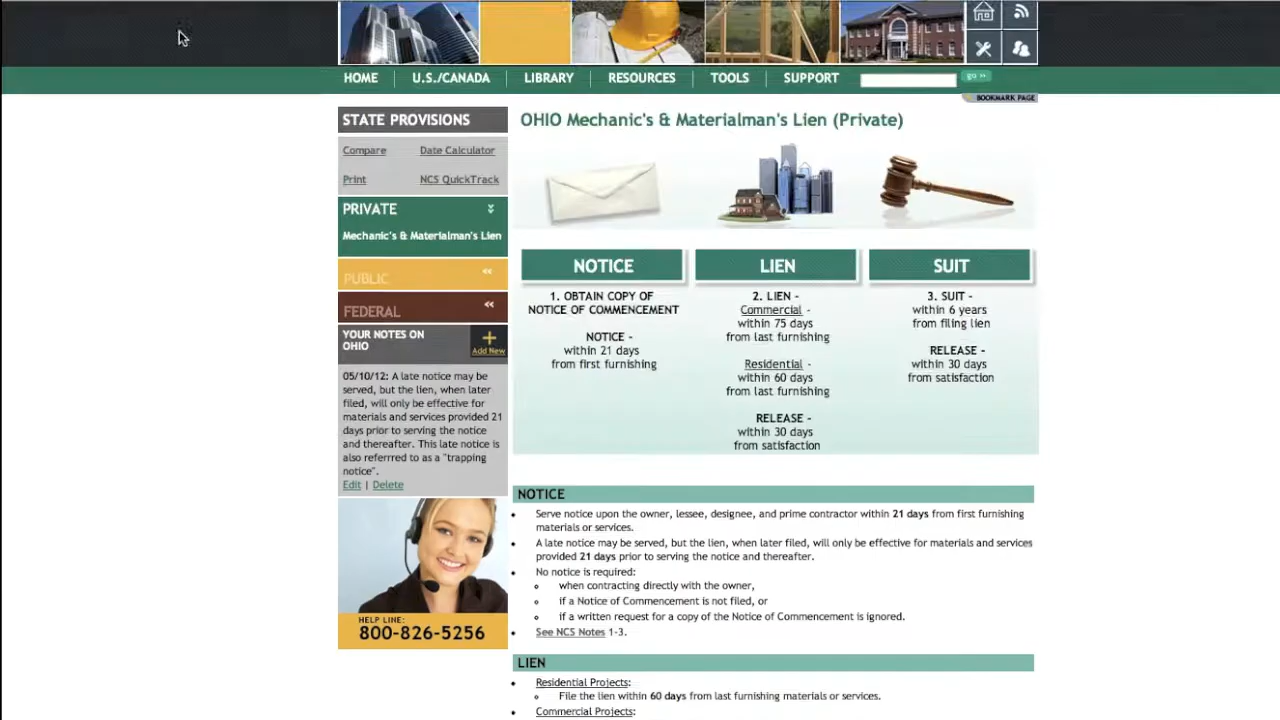 HOME
U.S./CANADA
LIBRARY
RESOURCES
TOOLS
SUPPORT
go »
BOOKMARK PAGE
STATE PROVISIONS
Compare
Date Calculator
Print
NCS QuickTrack
PRIVATE
Mechanic's & Materialman's Lien
PUBLIC
FEDERAL
YOUR NOTES ON
OHIO
Add New
05/10/12: A late notice may be
served, but the lien, when later
filed, will only be effective for
materials and services provided 21
days prior to serving the notice
and thereafter. This late notice is
also referrred to as a "trapping
notice".
Edit | Delete
HELP LINE:
800-826-5256
OHIO Mechanic's & Materialman's Lien (Private)
NOTICE
1. OBTAIN COPY OF
NOTICE OF COMMENCEMENT
NOTICE -
within 21 days
from first furnishing
LIEN
2. LIEN -
Commercial -
within 75 days
from last furnishing
Residential -
within 60 days
from last furnishing
RELEASE -
within 30 days
from satisfaction
SUIT
3. SUIT -
within 6 years
from filing lien
RELEASE -
within 30 days
from satisfaction
NOTICE
Serve notice upon the owner, lessee, designee, and prime contractor within 21 days from first furnishing
materials or services.
A late notice may be served, but the lien, when later filed, will only be effective for materials and services
provided 21 days prior to serving the notice and thereafter.
No notice is required:
when contracting directly with the owner,
if a Notice of Commencement is not filed, or
if a written request for a copy of the Notice of Commencement is ignored.
See NCS Notes 1-3.
LIEN
Residential Projects:
File the lien within 60 days from last furnishing materials or services.
Commercial Projects: